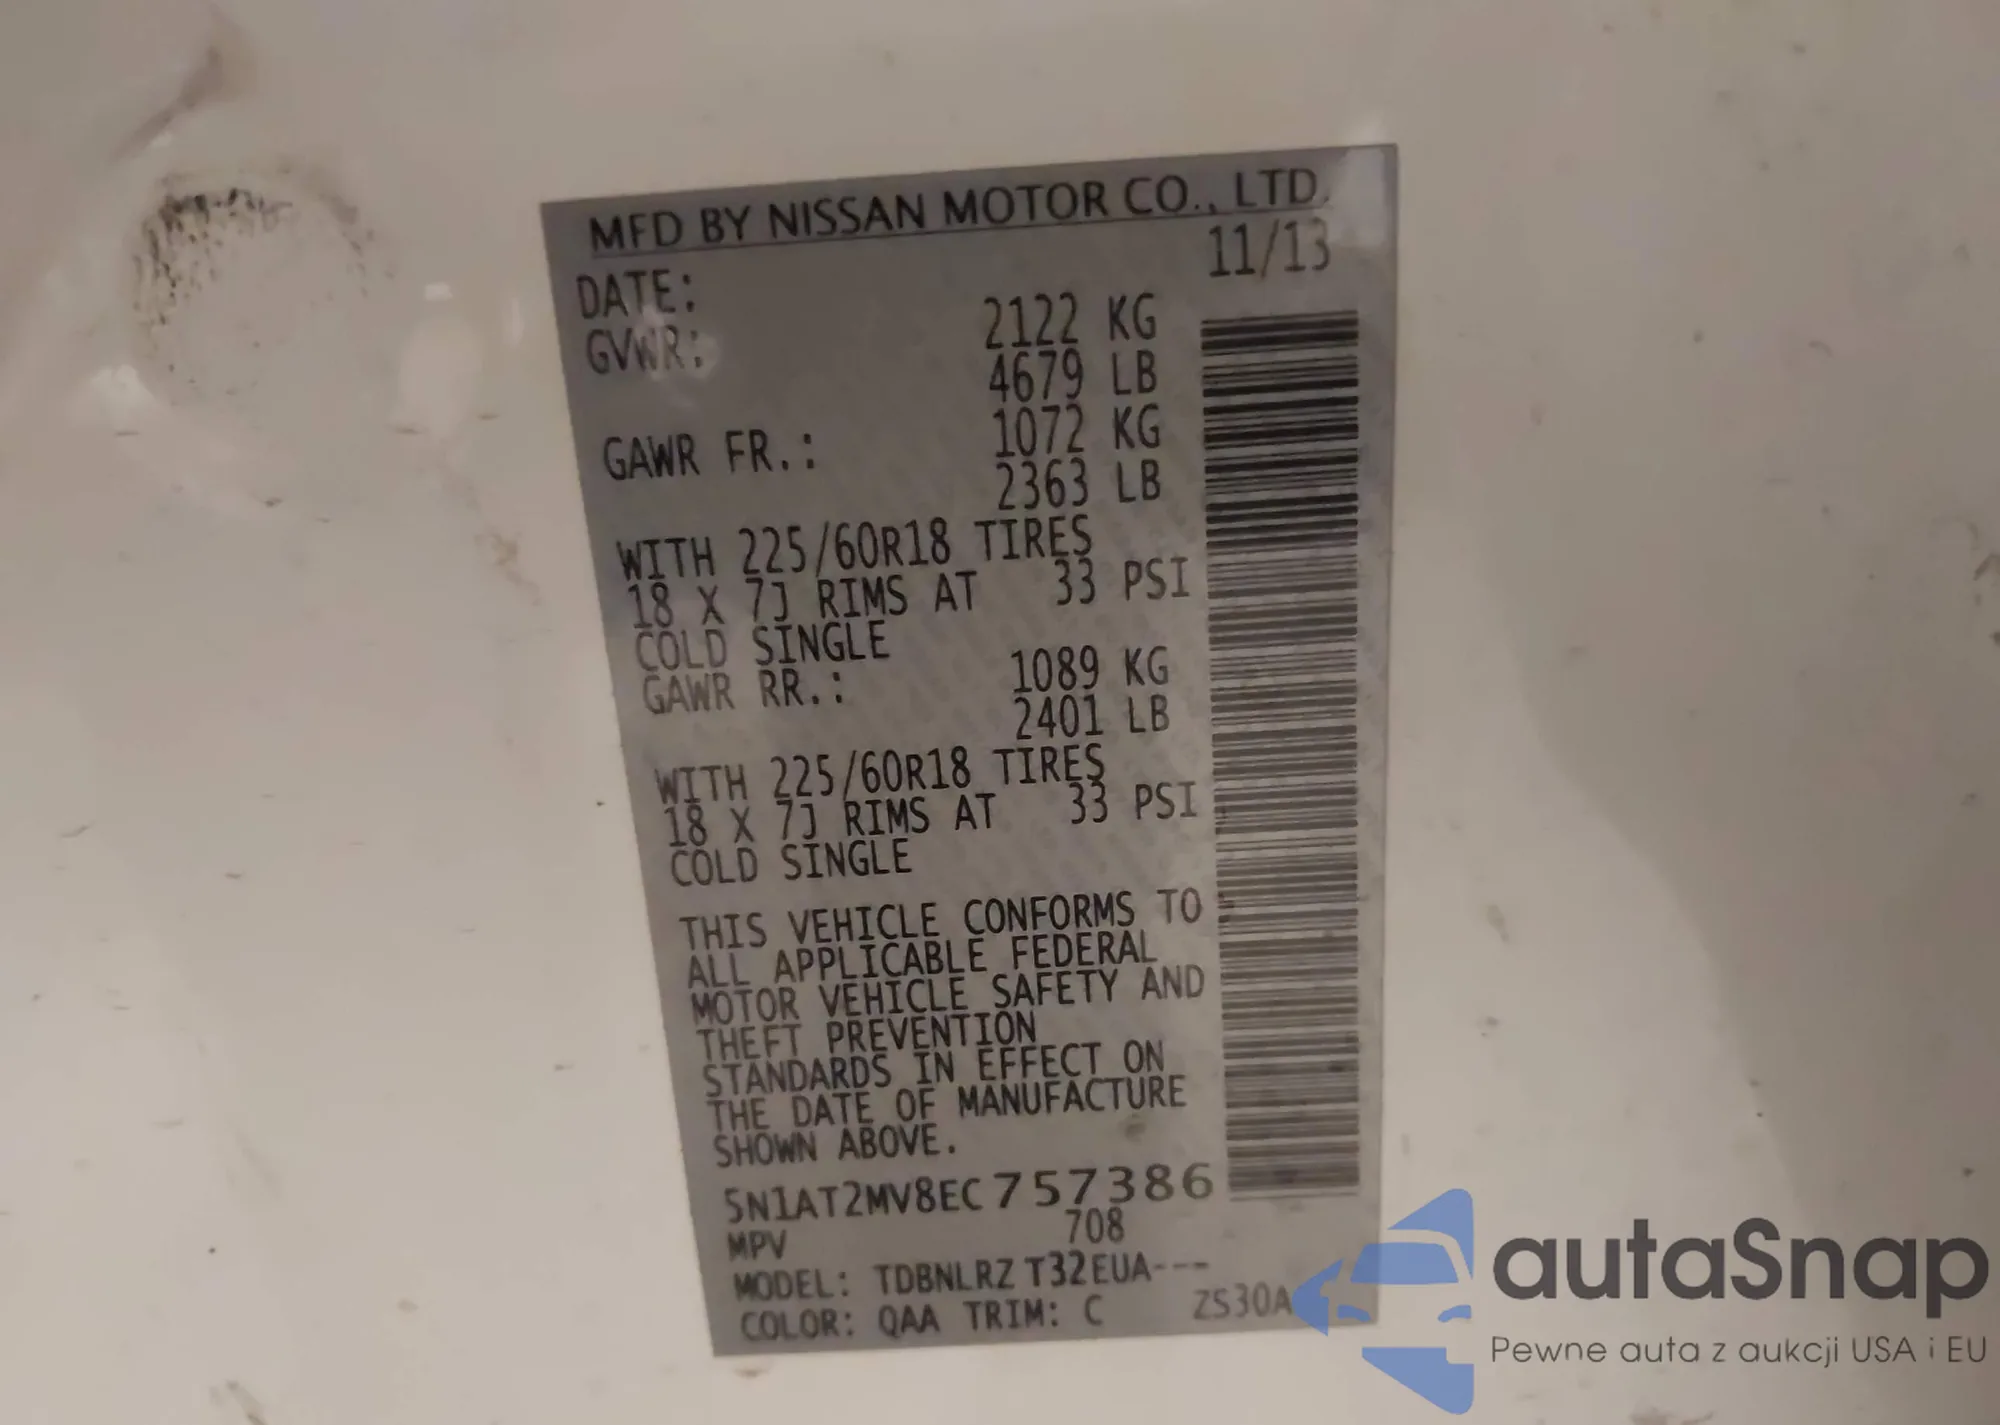 MFD BY NISSAN MOTOR CO., LTD.
DATE: 11/13
GVWR: 2122 KG
4679 LB
GAWR FR.: 1072 KG
2363 LB
WITH 225/60R18 TIRES
18 X 7J RIMS AT 33 PSI
COLD SINGLE
GAWR RR.: 1089 KG
2401 LB
WITH 225/60R18 TIRES
18 X 7J RIMS AT 33 PSI
COLD SINGLE
THIS VEHICLE CONFORMS TO
ALL APPLICABLE FEDERAL
MOTOR VEHICLE SAFETY AND
THEFT PREVENTION
STANDARDS IN EFFECT ON
THE DATE OF MANUFACTURE
SHOWN ABOVE.
5N1AT2MV8EC757386
MPV 708
MODEL: TDBNLRZ T32EUA---
COLOR: QAA TRIM: C ZS30A
autaSnap
Pewne auta z aukcji USA i EU